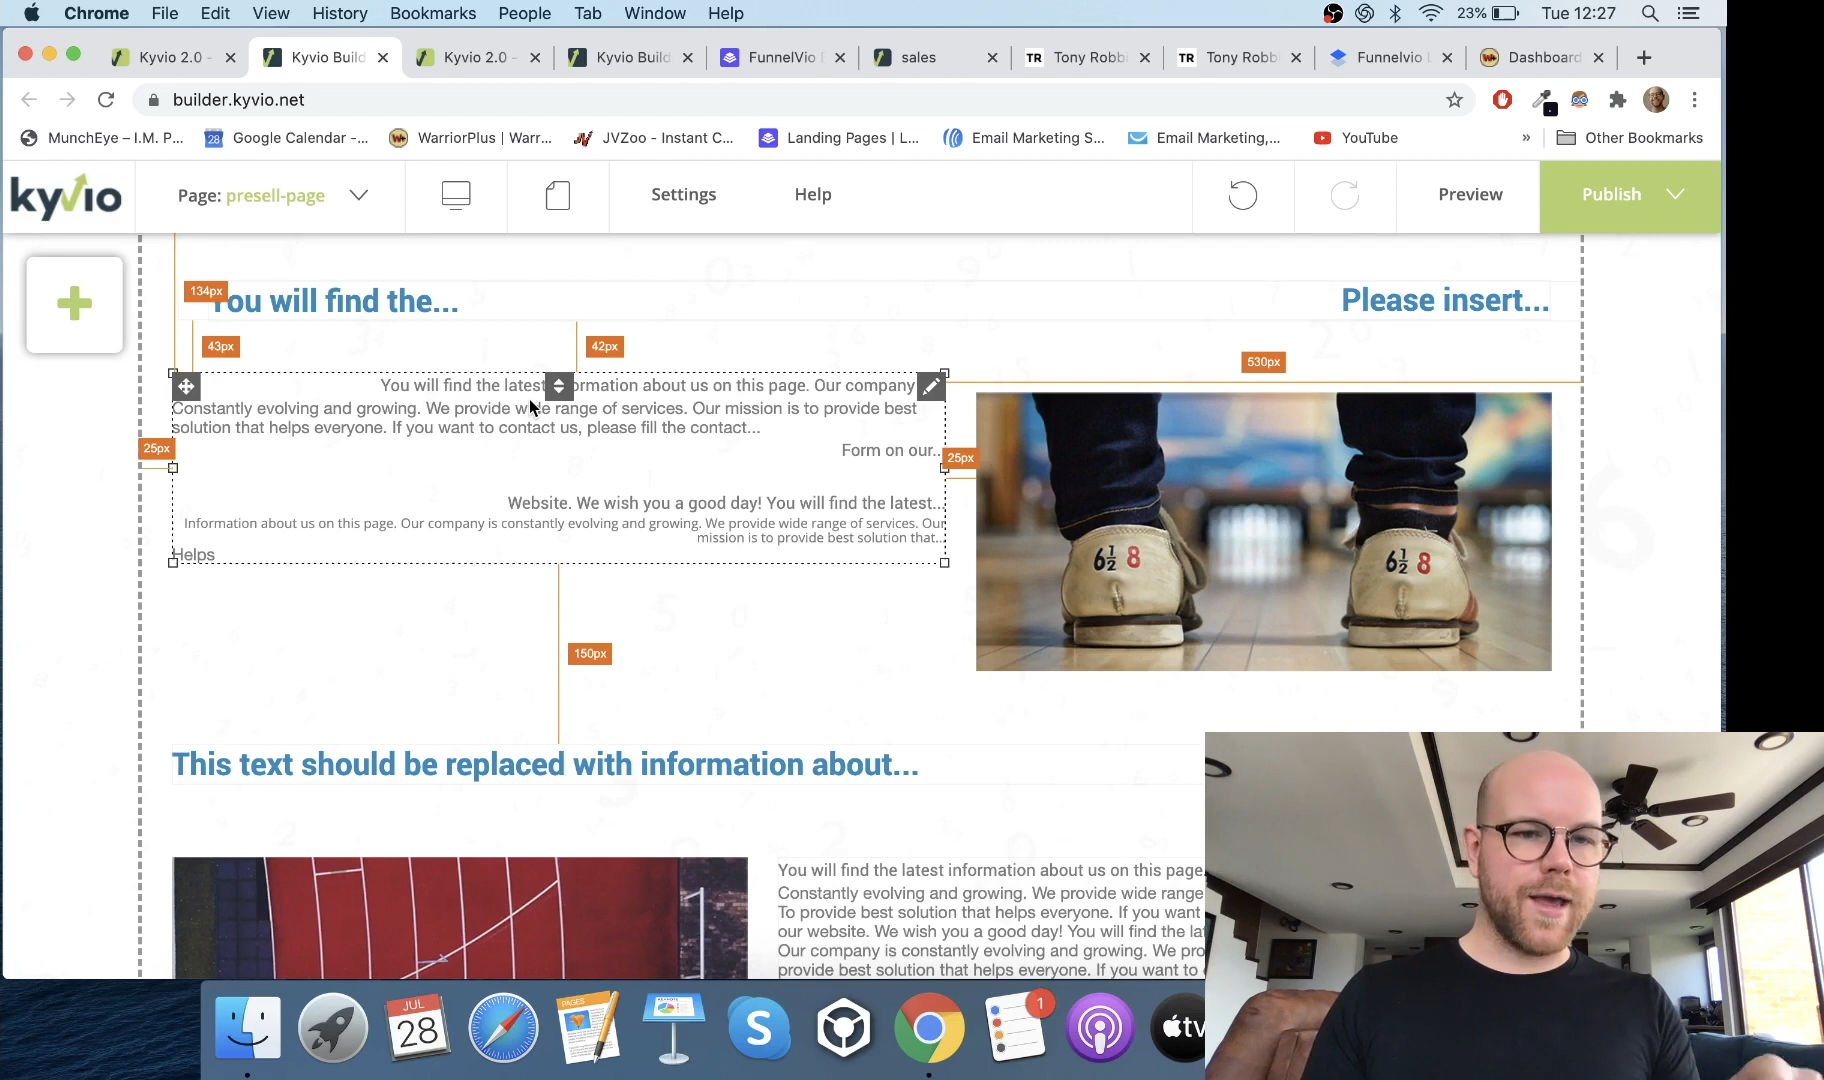 Chrome File Edit View History Bookmarks People Tab Window Help 23% Tue 12:27
Kyvio 2.0 - Kyvio Build Kyvio 2.0 - Kyvio Build FunnelVio sales TR Tony Robbi TR Tony Robb Funnelvio Dashboard
builder.kyvio.net
MunchEye – I.M. P... 28 Google Calendar -... WarriorPlus | Warr... JVZoo - Instant C... Landing Pages | L... Email Marketing S... Email Marketing,... YouTube » Other Bookmarks
kyvio Page: presell-page Settings Help Preview Publish
134px
You will find the... Please insert...
43px 42px
530px
You will find the latest information about us on this page. Our company
Constantly evolving and growing. We provide wide range of services. Our mission is to provide best
solution that helps everyone. If you want to contact us, please fill the contact...
25px Form on our... 25px
Website. We wish you a good day! You will find the latest...
Information about us on this page. Our company is constantly evolving and growing. We provide wide range of services. Our
mission is to provide best solution that...
Helps
6½ 8 6½ 8
150px
This text should be replaced with information about...
You will find the latest information about us on this page.
Constantly evolving and growing. We provide wide range
To provide best solution that helps everyone. If you want
our website. We wish you a good day! You will find the la
Our company is constantly evolving and growing. We pro
provide best solution that helps everyone. If you want to
JUL
28
PAGES
KEYNOTE
S
1
tv